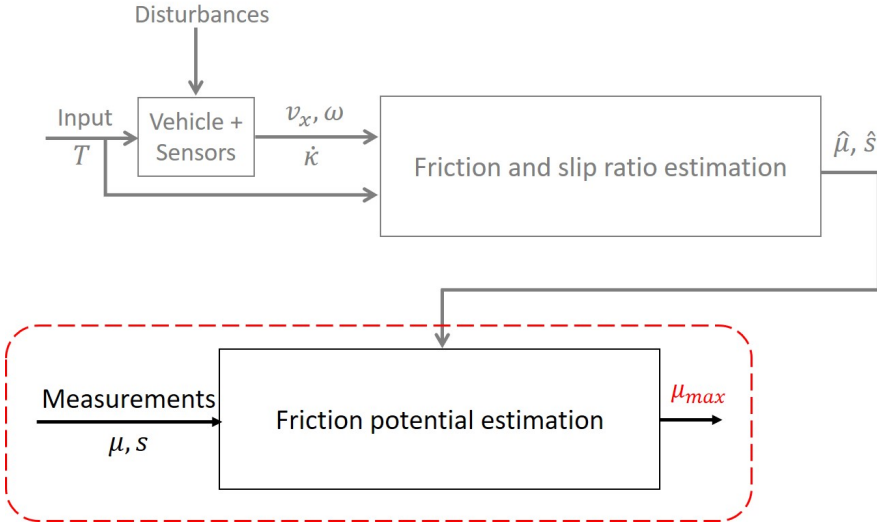 Disturbances
Input
T
Vehicle +
Sensors
vₓ, ω
κ̇
Friction and slip ratio estimation
μ̂, ŝ
Measurements
μ, s
Friction potential estimation
μₘₐₓ